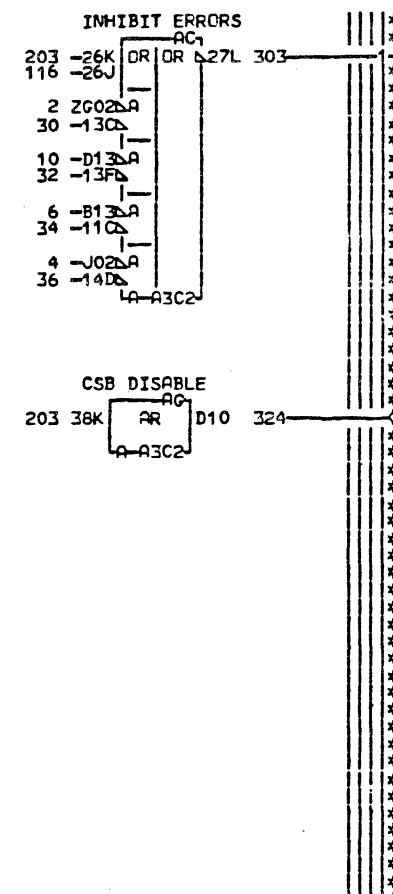 INHIBIT ERRORS
AC
203 -26K OR OR 27L 303 1
116 -26J
2 ZG02 A
30 -13C
10 -D13 A
32 -13F
6 -B13 A
34 -11C
4 -J02 A
36 -14D
A-A3C2
CSB DISABLE
AG
203 38K AR D10 324
A-A3C2